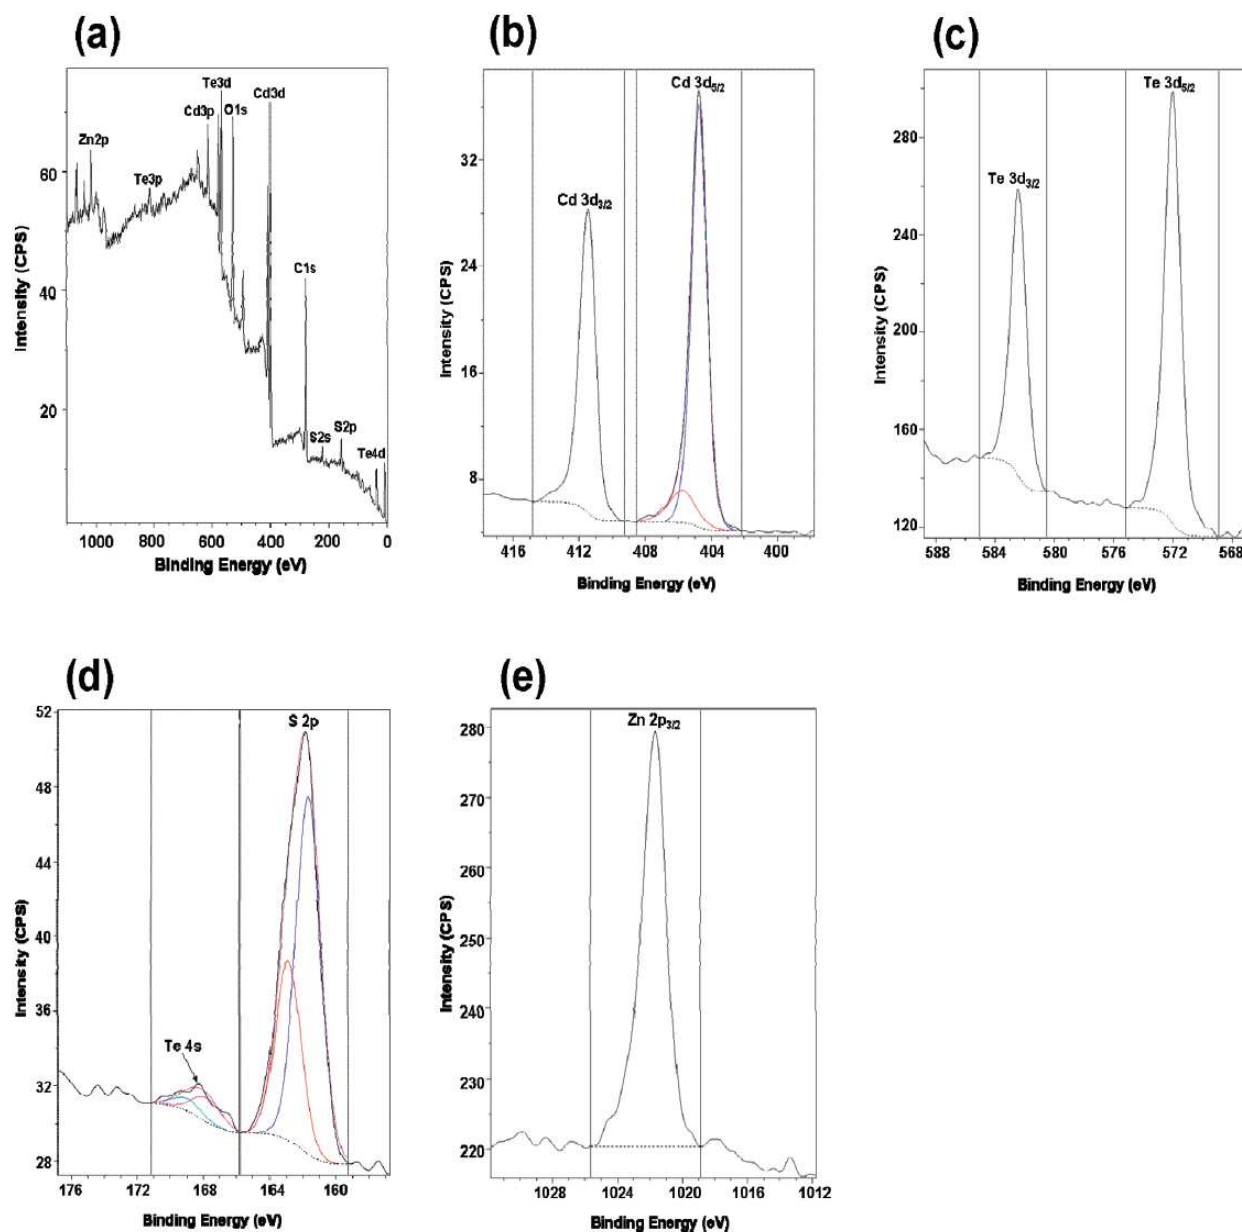 (a)
Te3d
Cd3d
Cd3p
O1s
Zn2p
Te3p
C1s
S2s
S2p
Te4d
60
40
20
Intensity (CPS)
1000 800 600 400 200 0
Binding Energy (eV)
(b)
Cd 3d5/2
Cd 3d3/2
32
24
16
8
Intensity (CPS)
416 412 408 404 400
Binding Energy (eV)
(c)
Te 3d5/2
Te 3d3/2
280
240
200
150
120
Intensity (CPS)
588 584 580 576 572 568
Binding Energy (eV)
(d)
S 2p
Te 4s
52
48
44
40
36
32
28
Intensity (CPS)
176 172 168 164 160
Binding Energy (eV)
(e)
Zn 2p3/2
280
270
260
250
240
230
220
Intensity (CPS)
1028 1024 1020 1016 1012
Binding Energy (eV)